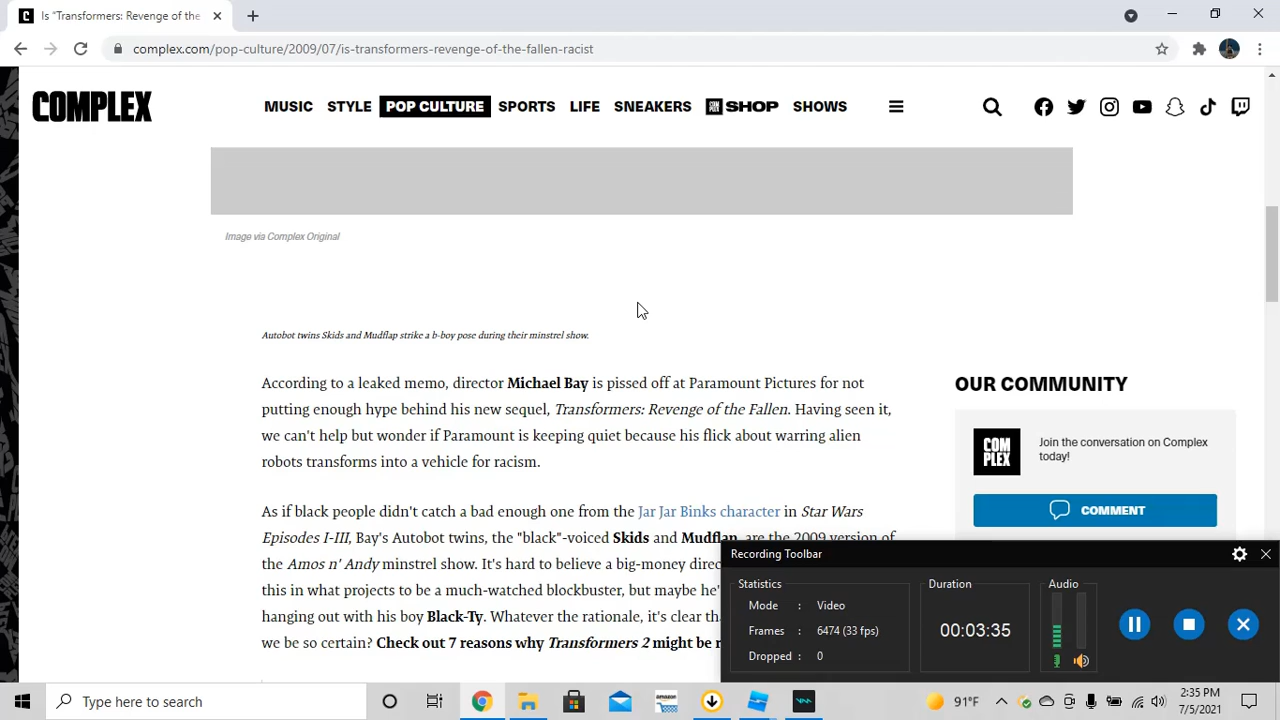 Is "Transformers: Revenge of the
complex.com/pop-culture/2009/07/is-transformers-revenge-of-the-fallen-racist
COMPLEX
MUSIC STYLE POP CULTURE SPORTS LIFE SNEAKERS COMPLEX SHOP SHOWS
Image via Complex Original
Autobot twins Skids and Mudflap strike a b-boy pose during their minstrel show.
According to a leaked memo, director Michael Bay is pissed off at Paramount Pictures for not
putting enough hype behind his new sequel, Transformers: Revenge of the Fallen. Having seen it,
we can't help but wonder if Paramount is keeping quiet because his flick about warring alien
robots transforms into a vehicle for racism.
As if black people didn't catch a bad enough one from the Jar Jar Binks character in Star Wars
Episodes I-III, Bay's Autobot twins, the "black"-voiced Skids and Mudflap, are the 2009 version of
the Amos n' Andy minstrel show. It's hard to believe a big-money direc
this in what projects to be a much-watched blockbuster, but maybe he'
hanging out with his boy Black-Ty. Whatever the rationale, it's clear tha
we be so certain? Check out 7 reasons why Transformers 2 might be r
OUR COMMUNITY
COM
PLEX
Join the conversation on Complex
today!
COMMENT
Recording Toolbar
Statistics
Mode : Video
Frames : 6474 (33 fps)
Dropped : 0
Duration
00:03:35
Audio
Type here to search
amazon
91°F
2:35 PM
7/5/2021